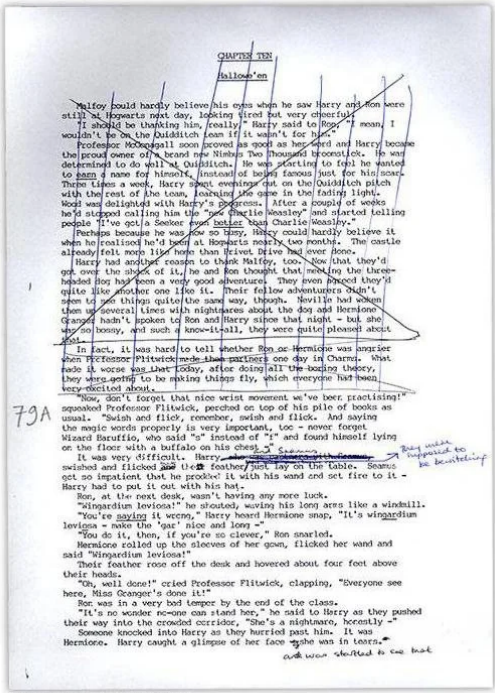 CHAPTER TEN
Hallowe'en
Malfoy could hardly believe his eyes when he saw Harry and Ron were
still at Hogwarts next day, looking tired but very cheerful.
"I should be thanking him, really," Harry said to Ron, "I mean, I
wouldn't be on the Quidditch team if it wasn't for him."
Professor McGonagall soon proved as good as her word and Harry became
the proud owner of a brand new Nimbus Two Thousand broomstick. He was
determined to do well at Quidditch. He was starting to feel he wanted
to earn a name for himself, instead of being famous just for his scar.
Three times a week, Harry spent evenings out on the Quidditch pitch
with the rest of the team, learning the game in the fading light.
Wood was delighted with Harry's progress. After a couple of weeks
he'd stopped calling him the "new Charlie Weasley" and started telling
people "I've got a Seeker even better than Charlie Weasley."
Perhaps because he was now so busy, Harry could hardly believe it
when he realised he'd been at Hogwarts nearly two months. The castle
already felt more like home than Privet Drive had ever done.
Harry had another reason to thank Malfoy, too. Now that they'd
got over the shock of it, he and Ron thought that meeting the three-
headed dog had been a very good adventure. They even agreed they'd
quite like another one like it. Their fellow adventurers didn't
seem to see things quite the same way, though. Neville had woken
them up several times with nightmares about the dog and Hermione
Granger hadn't spoken to Ron and Harry since that night - but she
was so bossy, and such a know-it-all, they were quite pleased about
that.
In fact, it was hard to tell whether Ron or Hermione was angrier
when Professor Flitwick made them partners one day in Charms. What
made it worse was that today, after doing all the boring theory,
they were going to be making things fly, which everyone had been
very excited about.
79A
"Now, don't forget that nice wrist movement we've been practising!"
squeaked Professor Flitwick, perched on top of his pile of books as
usual. "Swish and flick, remember, swish and flick. And saying
the magic words properly is very important, too - never forget
Wizard Baruffio, who said "s" instead of "f" and found himself lying
on the floor with a buffalo on his chest."
& Seamus
It was very difficult. Harry
they were
supposed to
be bewitching
swished and flicked the feather just lay on the table. Seamus
got so impatient that he prodded it with his wand and set fire to it -
Harry had to put it out with his hat.
Ron, at the next desk, wasn't having any more luck.
"Wingardium leviosa!" he shouted, waving his long arms like a windmill.
"You're saying it wrong," Harry heard Hermione snap, "It's wingardium
leviosa - make the 'gar' nice and long -"
"You do it, then, if you're so clever," Ron snarled.
Hermione rolled up the sleeves of her gown, flicked her wand and
said "Wingardium leviosa!"
Their feather rose off the desk and hovered about four feet above
their heads.
"Oh, well done!" cried Professor Flitwick, clapping, "Everyone see
here, Miss Granger's done it!"
Ron was in a very bad temper by the end of the class.
"It's no wonder no-one can stand her," he said to Harry as they pushed
their way into the crowded corridor, "She's a nightmare, honestly -"
Someone knocked into Harry as they hurried past him. It was
Hermione. Harry caught a glimpse of her face she was in tears.
and was startled to see that